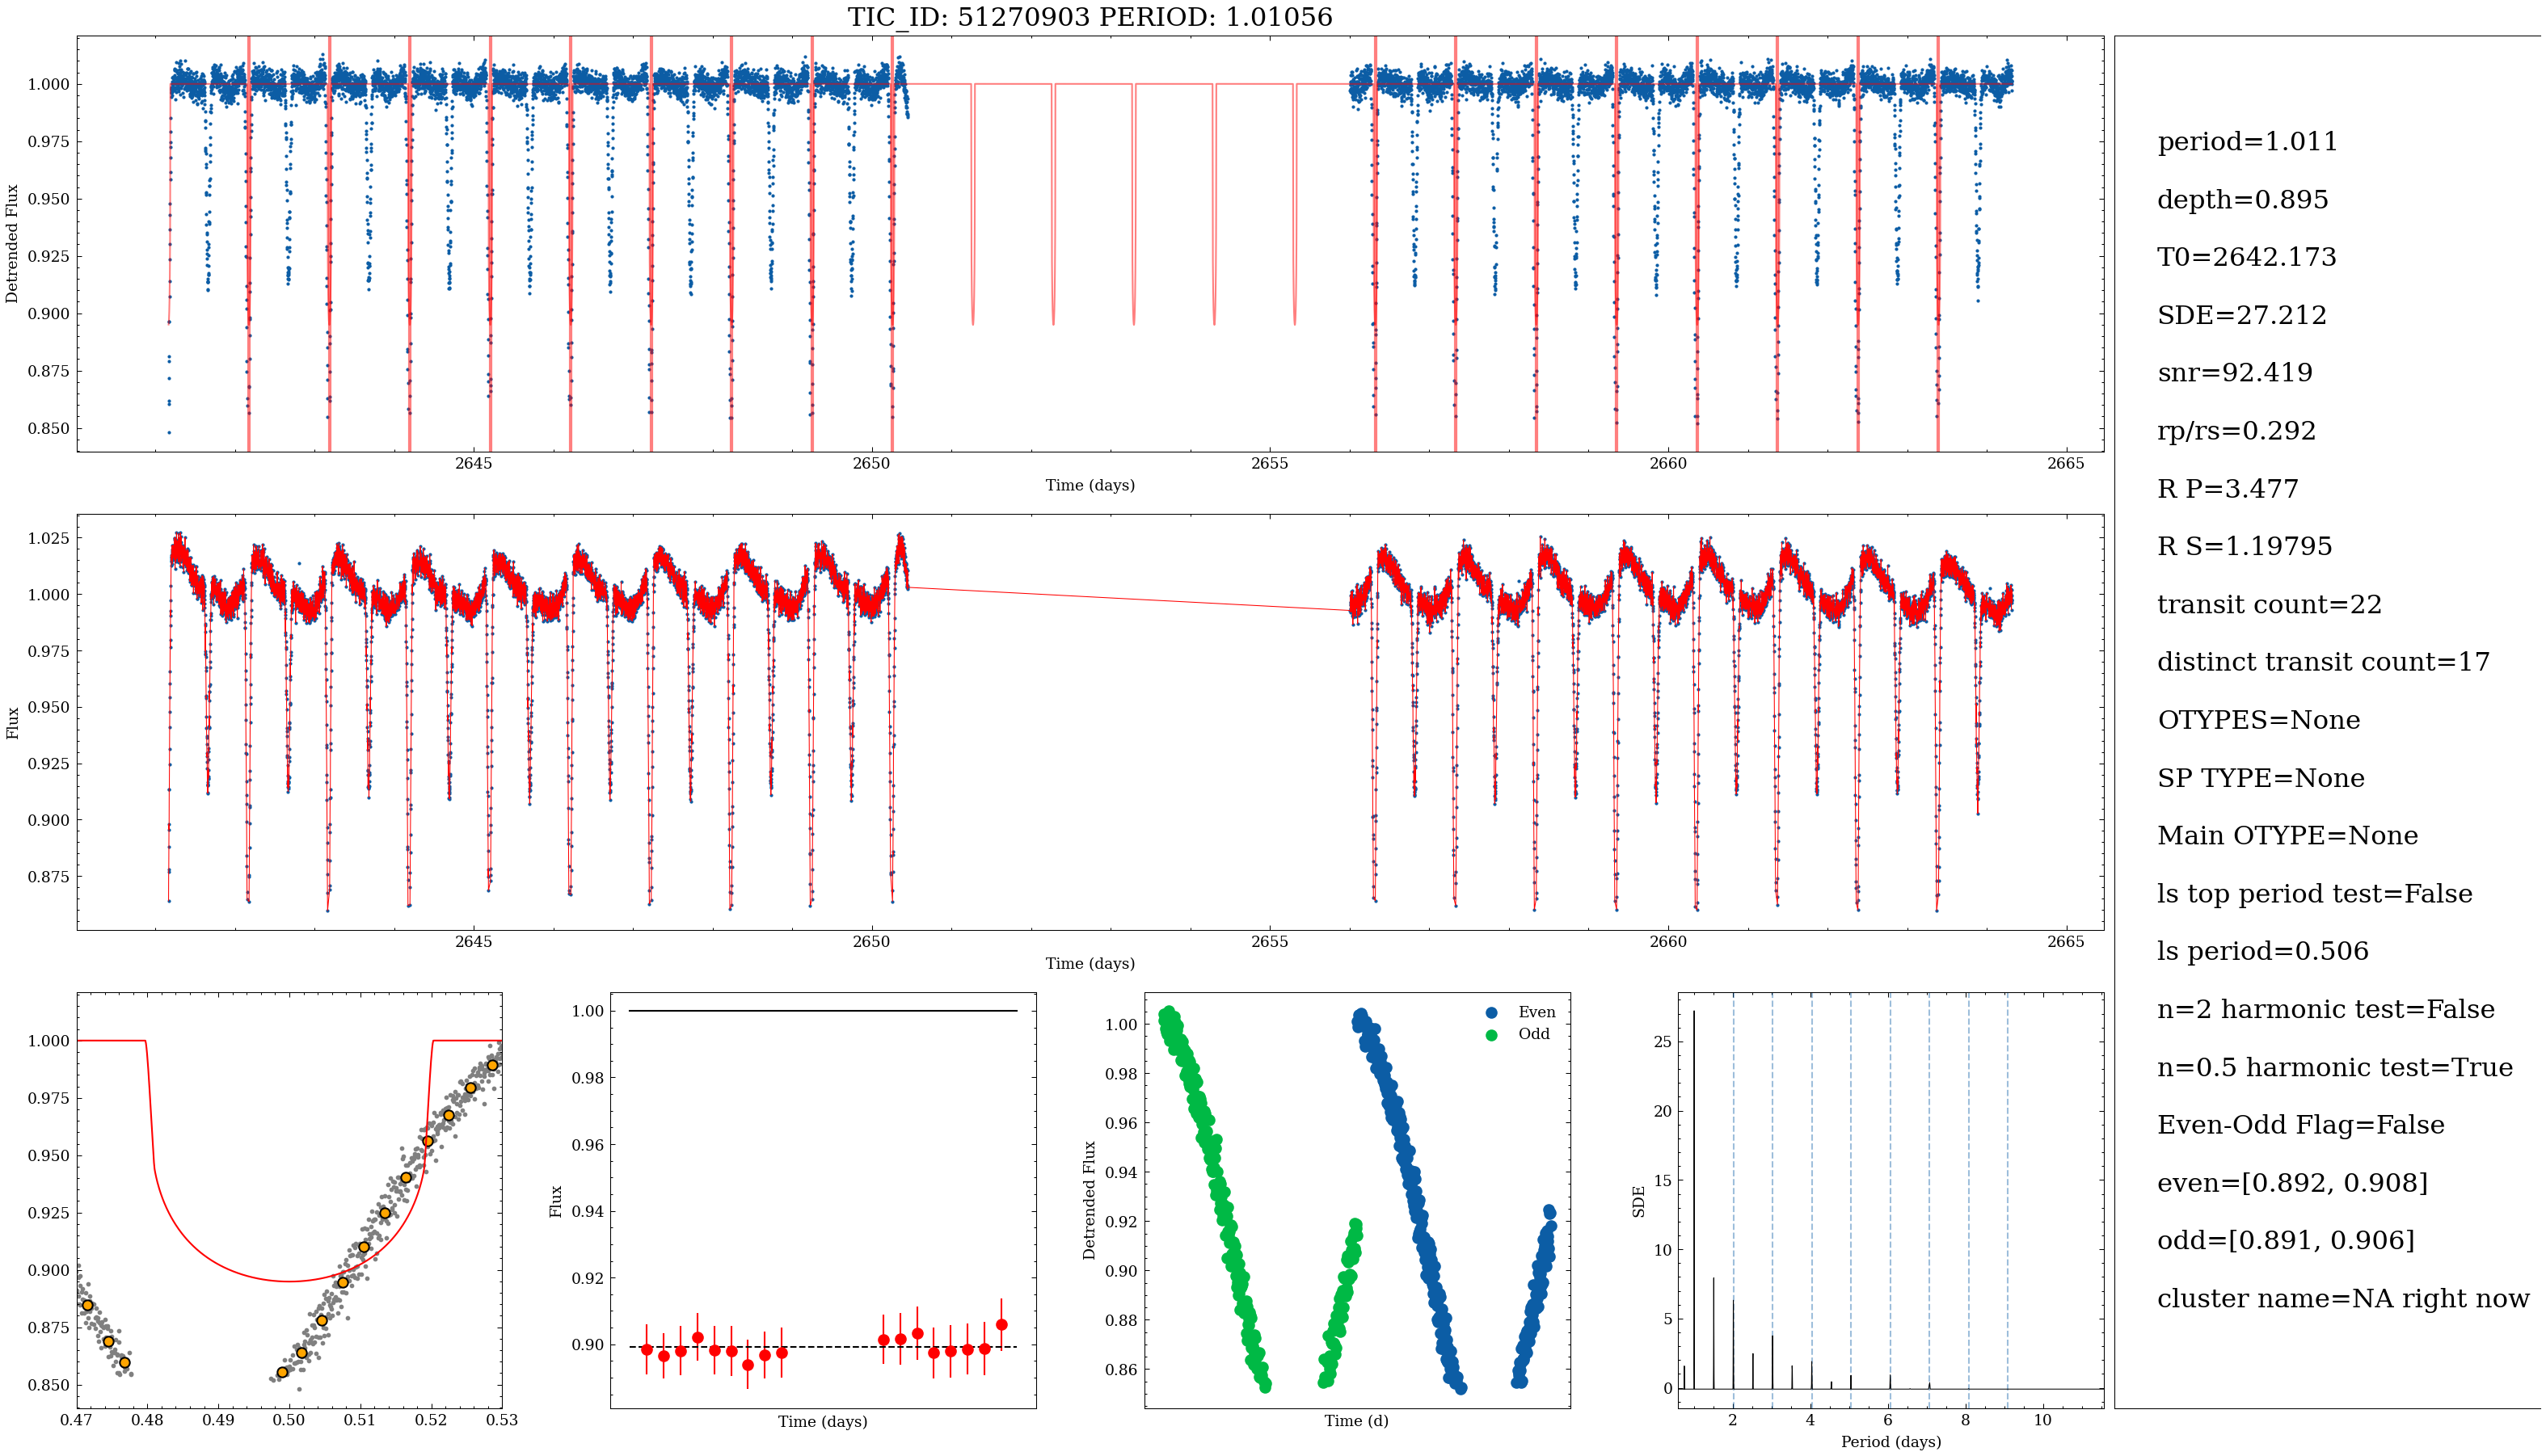 TIC_ID: 51270903 PERIOD: 1.01056
Detrended Flux
1.000
0.975
0.950
0.925
0.900
0.875
0.850
2645
2650
2655
2660
2665
Time (days)
Flux
1.025
1.000
0.975
0.950
0.925
0.900
0.875
2645
2650
2655
2660
2665
Time (days)
1.000
0.975
0.950
0.925
0.900
0.875
0.850
0.47
0.48
0.49
0.50
0.51
0.52
0.53
Flux
1.00
0.98
0.96
0.94
0.92
0.90
Time (days)
Detrended Flux
1.00
0.98
0.96
0.94
0.92
0.90
0.88
0.86
Even
Odd
Time (d)
SDE
25
20
15
10
5
0
2
4
6
8
10
Period (days)
period=1.011
depth=0.895
T0=2642.173
SDE=27.212
snr=92.419
rp/rs=0.292
R P=3.477
R S=1.19795
transit count=22
distinct transit count=17
OTYPES=None
SP TYPE=None
Main OTYPE=None
ls top period test=False
ls period=0.506
n=2 harmonic test=False
n=0.5 harmonic test=True
Even-Odd Flag=False
even=[0.892, 0.908]
odd=[0.891, 0.906]
cluster name=NA right now